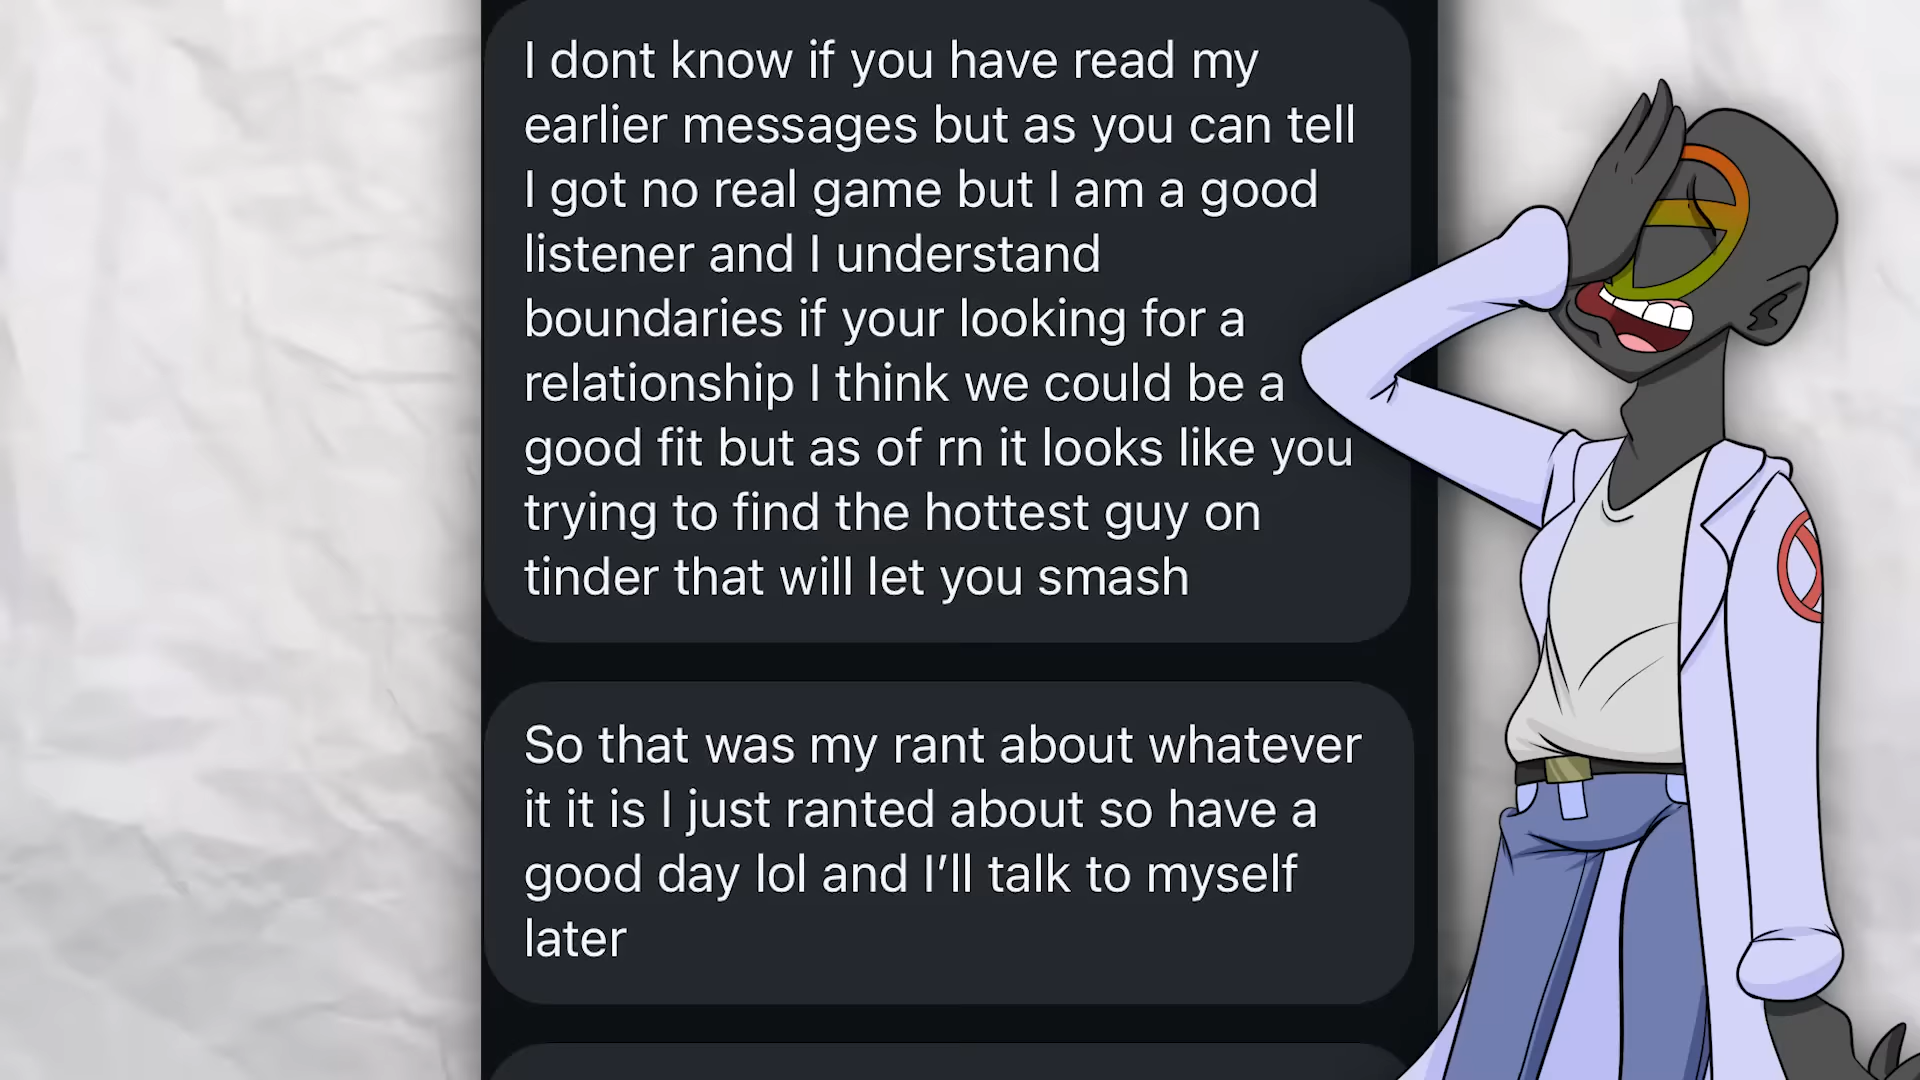 I dont know if you have read my
earlier messages but as you can tell
I got no real game but I am a good
listener and I understand
boundaries if your looking for a
relationship I think we could be a
good fit but as of rn it looks like you
trying to find the hottest guy on
tinder that will let you smash
So that was my rant about whatever
it it is I just ranted about so have a
good day lol and I’ll talk to myself
later